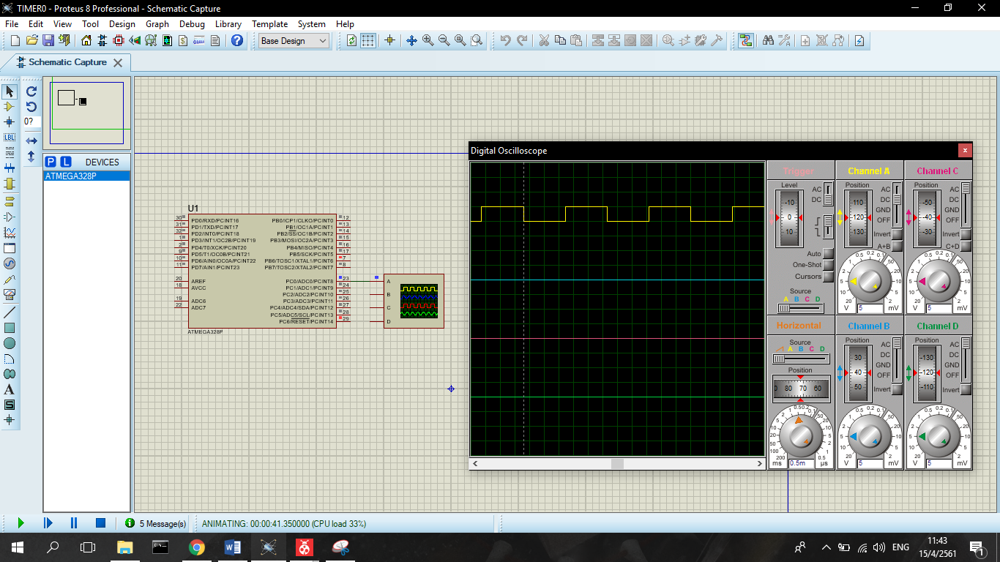 TIMER0 - Proteus 8 Professional - Schematic Capture
File Edit View Tool Design Graph Debug Library Template System Help
Base Design
Schematic Capture
0?
LBL
P L DEVICES
ATMEGA328P
U1
30 PD0/RXD/PCINT16 PB0/ICP1/CLKO/PCINT0 12
31 PD1/TXD/PCINT17 PB1/OC1A/PCINT1 13
32 PD2/INT0/PCINT18 PB2/SS/OC1B/PCINT2 14
1 PD3/INT1/OC2B/PCINT19 PB3/MOSI/OC2A/PCINT3 15
2 PD4/T0/XCK/PCINT20 PB4/MISO/PCINT4 16
9 PD5/T1/OC0B/PCINT21 PB5/SCK/PCINT5 17
10 PD6/AIN0/OC0A/PCINT22 PB6/TOSC1/XTAL1/PCINT6 7
11 PD7/AIN1/PCINT23 PB7/TOSC2/XTAL2/PCINT7 8
20 AREF PC0/ADC0/PCINT8 23
18 AVCC PC1/ADC1/PCINT9 24
PC2/ADC2/PCINT10 25
19 ADC6 PC3/ADC3/PCINT11 26
22 ADC7 PC4/ADC4/SDA/PCINT12 27
PC5/ADC5/SCL/PCINT13 28
PC6/RESET/PCINT14 29
ATMEGA328P
A
B
C
D
Digital Oscilloscope
x
Trigger
Level
-10
0
10
AC
DC
Auto
One-Shot
Cursors
Source
A B C D
Channel A
Position
110
120
130
AC
DC
GND
OFF
Invert
A+B
V 5 mV
Channel C
Position
-50
-40
-30
AC
DC
GND
OFF
Invert
C+D
V 5 mV
Horizontal
Source
A B C D
Position
80 70 60
ms 0.5m µs
Channel B
Position
30
40
50
AC
DC
GND
OFF
Invert
V 5 mV
Channel D
Position
-130
-120
-110
AC
DC
GND
OFF
Invert
V 5 mV
5 Message(s)
ANIMATING: 00:00:41.350000 (CPU load 33%)
ENG
11:43
15/4/2561
1